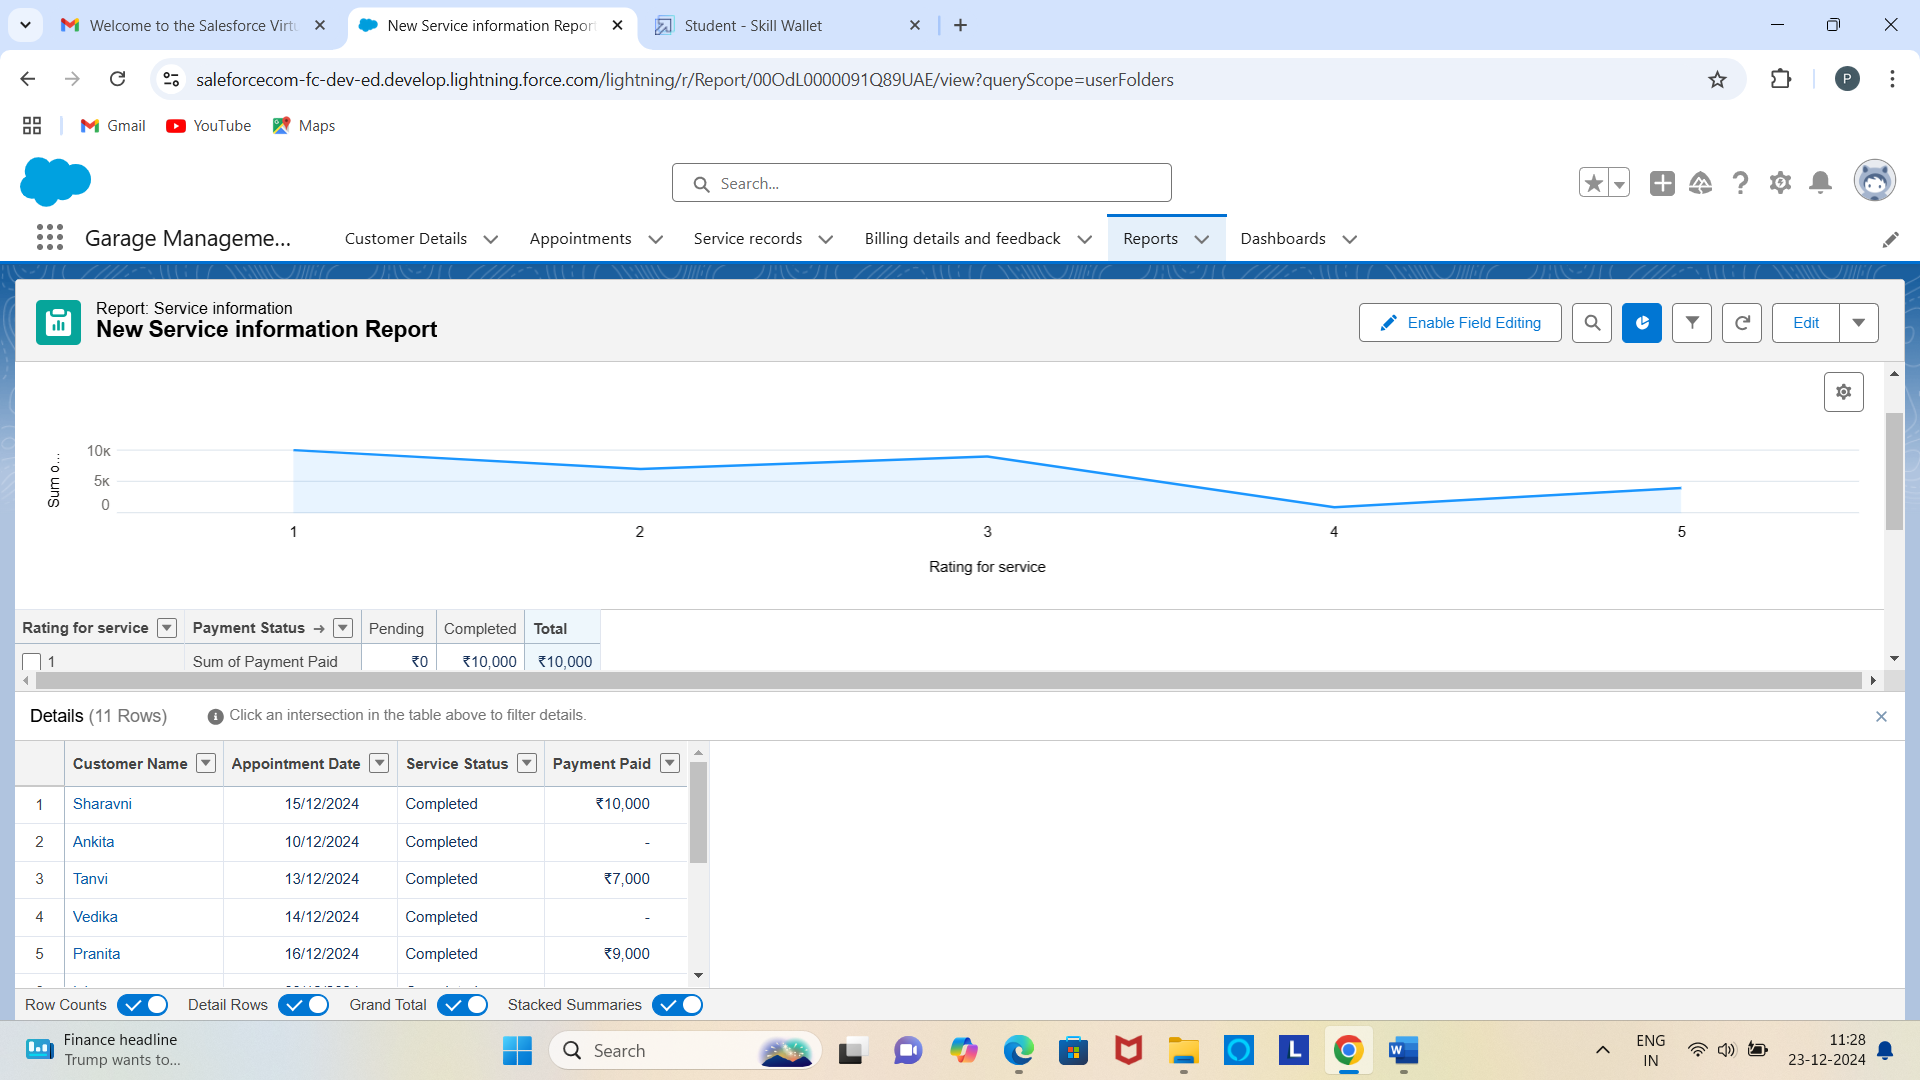 Welcome to the Salesforce Virtu
New Service information Repor
Student - Skill Wallet
saleforcecom-fc-dev-ed.develop.lightning.force.com/lightning/r/Report/00OdL0000091Q89UAE/view?queryScope=userFolders
P
Gmail
YouTube
Maps
Search...
Garage Manageme...
Customer Details
Appointments
Service records
Billing details and feedback
Reports
Dashboards
Report: Service information
New Service information Report
Enable Field Editing
Edit
Sum o...
10K
5K
0
1 2 3 4 5
Rating for service
Rating for service Payment Status → Pending Completed Total
1 Sum of Payment Paid ₹0 ₹10,000 ₹10,000
Details (11 Rows)
Click an intersection in the table above to filter details.
Customer Name Appointment Date Service Status Payment Paid
1 Sharavni 15/12/2024 Completed ₹10,000
2 Ankita 10/12/2024 Completed -
3 Tanvi 13/12/2024 Completed ₹7,000
4 Vedika 14/12/2024 Completed -
5 Pranita 16/12/2024 Completed ₹9,000
Row Counts
Detail Rows
Grand Total
Stacked Summaries
Finance headline
Trump wants to...
Search
L
W
ENG
IN
11:28
23-12-2024